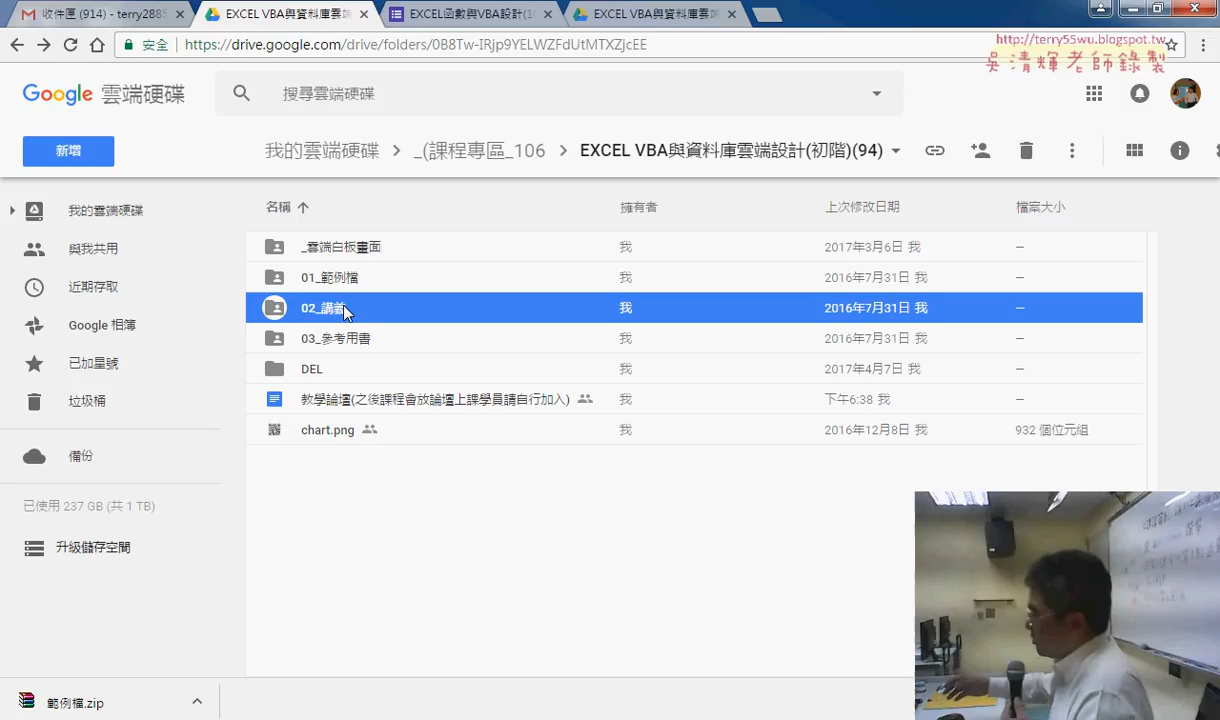 收件匣 (914) - terry2885
EXCEL VBA與資料庫雲端
EXCEL函數與VBA設計(1
EXCEL VBA與資料庫雲端
安全
https://drive.google.com/drive/folders/0B8Tw-IRjp9YELWZFdUtMTXZjcEE
http://terry55wu.blogspot.tw
吳清輝老師錄製
Google 雲端硬碟
搜尋雲端硬碟
新增
我的雲端硬碟 > _(課程專區_106 > EXCEL VBA與資料庫雲端設計(初階)(94)
我的雲端硬碟
與我共用
近期存取
Google 相簿
已加星號
垃圾桶
備份
已使用 237 GB (共 1 TB)
升級儲存空間
名稱 擁有者 上次修改日期 檔案大小
_雲端白板畫面 我 2017年3月6日 我 –
01_範例檔 我 2016年7月31日 我 –
02_講義 我 2016年7月31日 我 –
03_參考用書 我 2016年7月31日 我 –
DEL 我 2017年4月7日 我 –
教學論壇(之後課程會放論壇上課學員請自行加入) 我 下午6:38 我 –
chart.png 我 2016年12月8日 我 932 個位元組
範例檔.zip